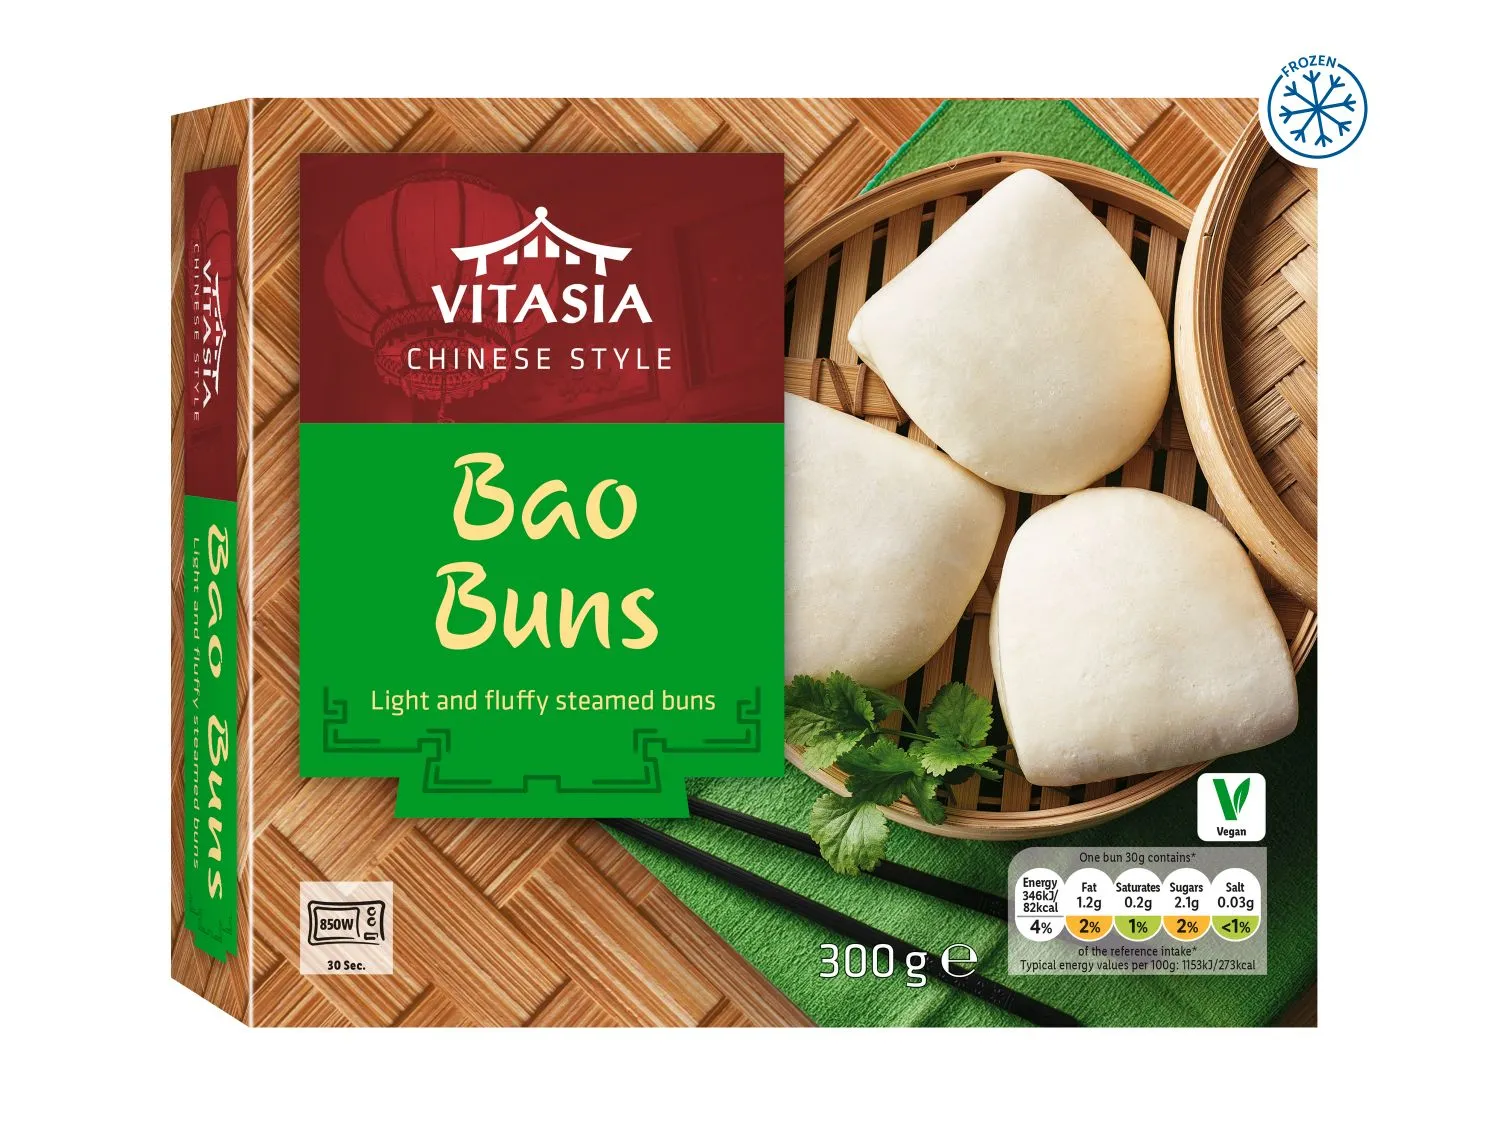 FROZEN
VITASIA
CHINESE STYLE
Bao
Buns
Light and fluffy steamed buns
VITASIA
CHINESE STYLE
Bao Buns
Light and fluffy steamed buns
850W
30 Sec.
300 g ℮
Vegan
One bun 30g contains*
Energy
346kJ/
82kcal
4%
Fat
1.2g
2%
Saturates
0.2g
1%
Sugars
2.1g
2%
Salt
0.03g
<1%
of the reference intake*
Typical energy values per 100g: 1153kJ/273kcal